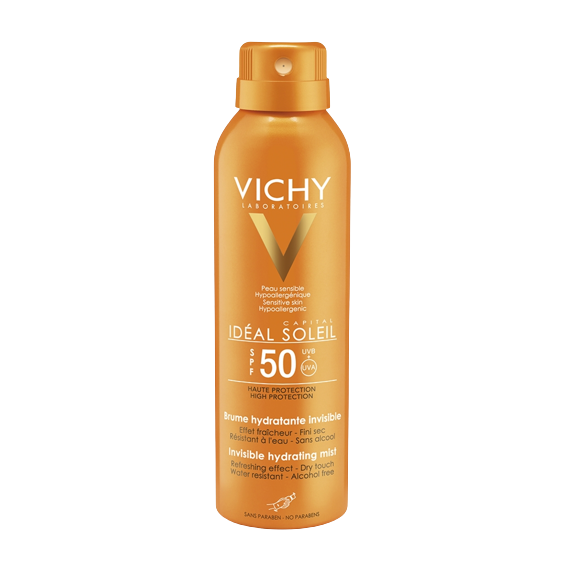 VICHY
LABORATOIRES
Peau sensible
Hypoallergénique
Sensitive skin
Hypoallergenic
CAPITAL
IDÉAL SOLEIL
SPF 50 UVB + UVA
HAUTE PROTECTION
HIGH PROTECTION
Brume hydratante invisible
Effet fraîcheur - Fini sec
Résistant à l'eau - Sans alcool
Invisible hydrating mist
Refreshing effect - Dry touch
Water resistant - Alcohol free
SANS PARABEN - NO PARABENS